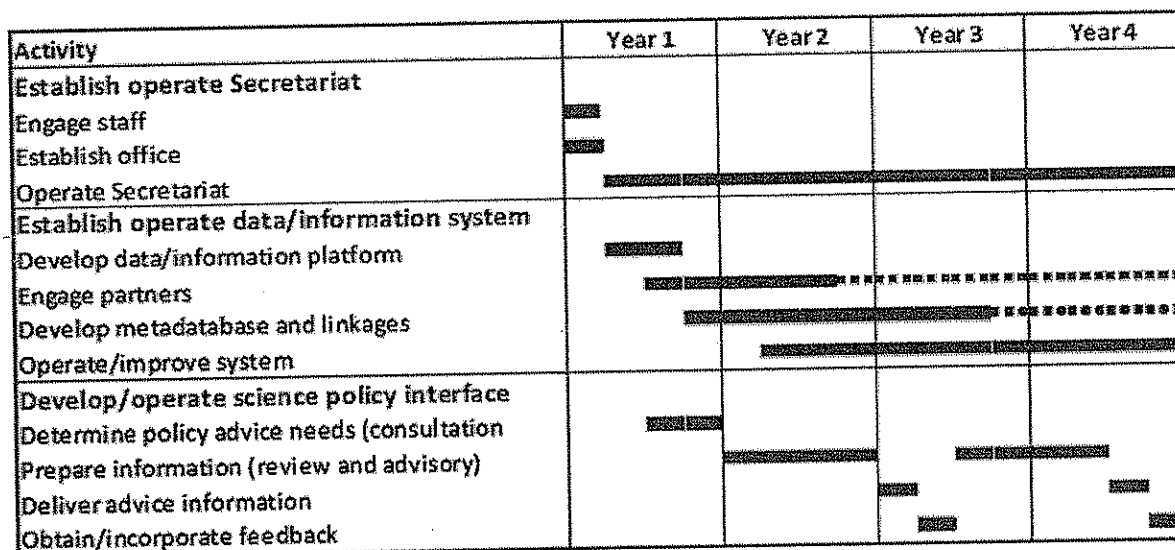 Activity Year 1 Year 2 Year 3 Year 4
Establish operate Secretariat
Engage staff
Establish office
Operate Secretariat
Establish operate data/information system
Develop data/information platform
Engage partners
Develop metadatabase and linkages
Operate/improve system
Develop/operate science policy interface
Determine policy advice needs (consultation
Prepare information (review and advisory)
Deliver advice information
Obtain/incorporate feedback